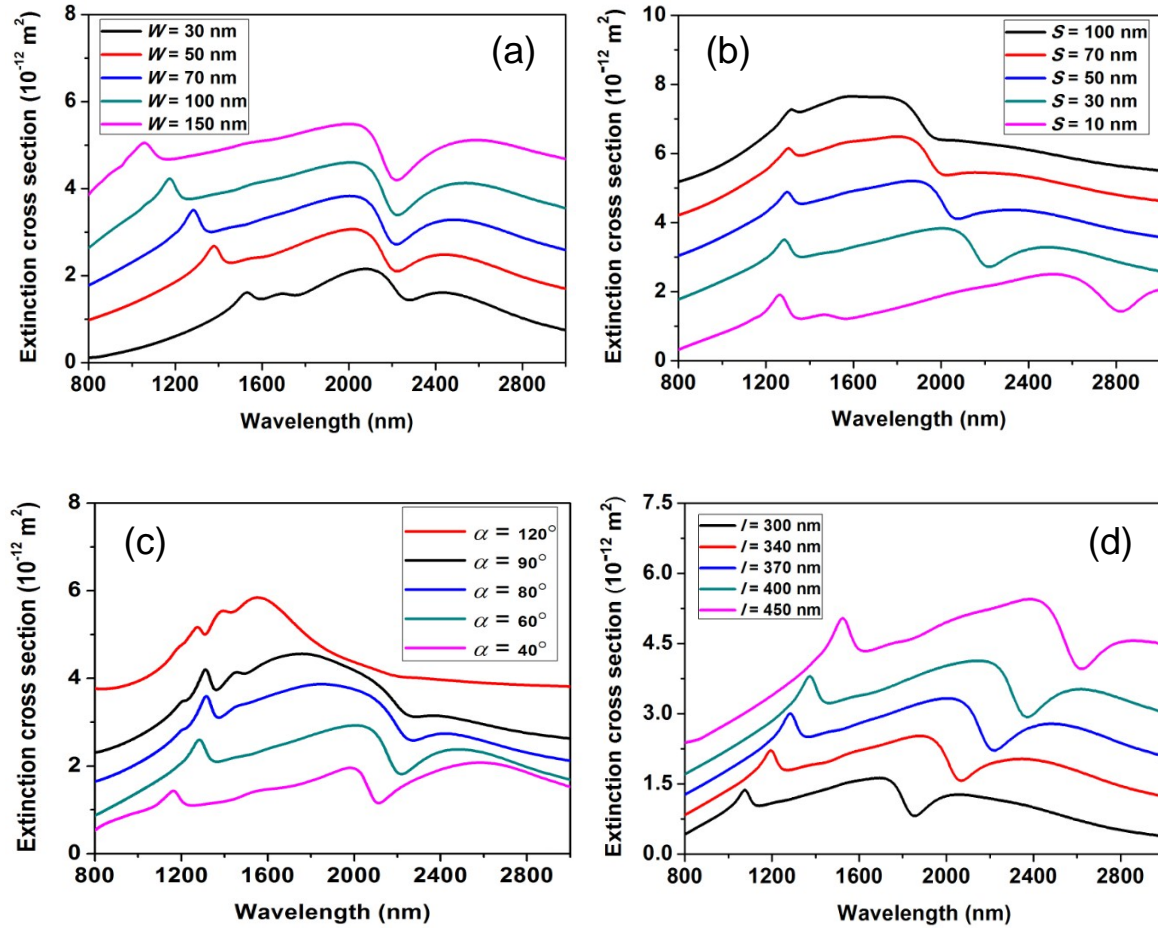 (a)
W = 30 nm
W = 50 nm
W = 70 nm
W = 100 nm
W = 150 nm
Extinction cross section (10⁻¹² m²)
8
6
4
2
0
800 1200 1600 2000 2400 2800
Wavelength (nm)
(b)
S = 100 nm
S = 70 nm
S = 50 nm
S = 30 nm
S = 10 nm
Extinction cross section (10⁻¹² m²)
10
8
6
4
2
0
800 1200 1600 2000 2400 2800
Wavelength (nm)
(c)
α = 120°
α = 90°
α = 80°
α = 60°
α = 40°
Extinction cross section (10⁻¹² m²)
8
6
4
2
0
800 1200 1600 2000 2400 2800
Wavelength (nm)
(d)
l = 300 nm
l = 340 nm
l = 370 nm
l = 400 nm
l = 450 nm
Extinction cross section (10⁻¹² m²)
7.5
6.0
4.5
3.0
1.5
0.0
800 1200 1600 2000 2400 2800
Wavelength (nm)